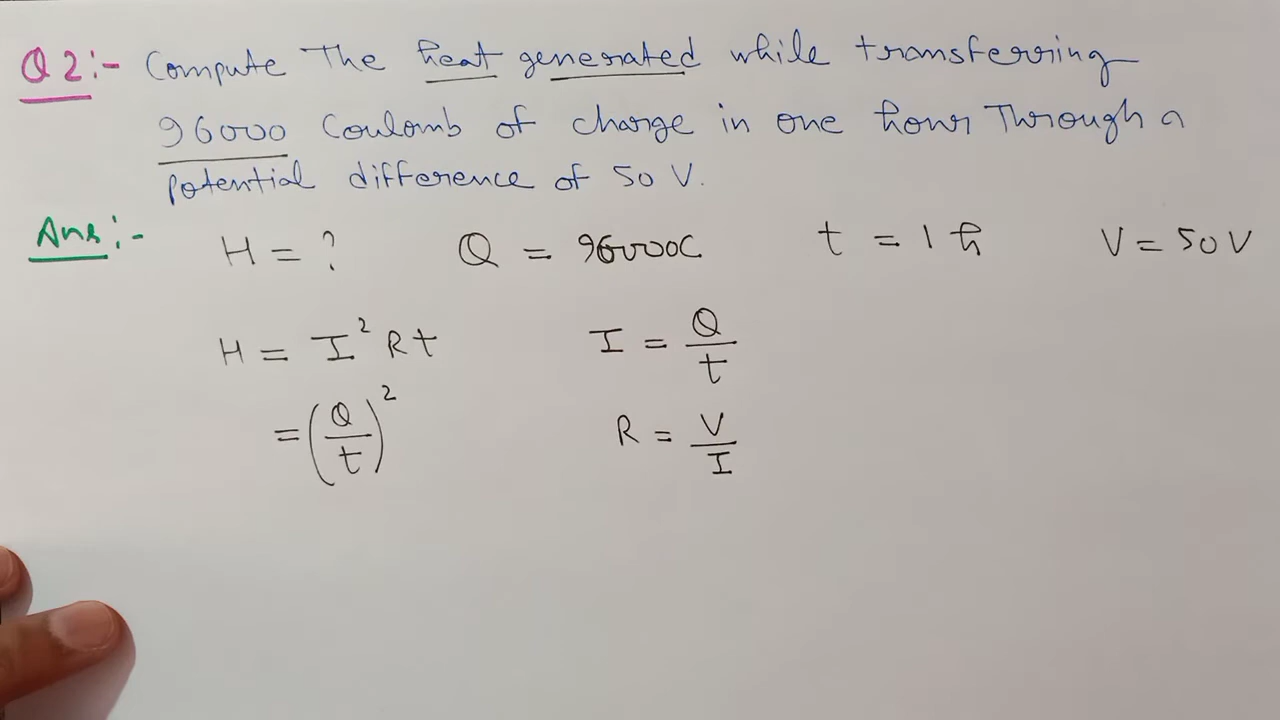 Q2:- Compute The heat generated while transferring
96000 Coulomb of charge in one hour Through a
potential difference of 50 V.
Ans:- H = ? Q = 96000C t = 1 h V = 50V
H = I² Rt I = Q/t
= (Q/t)² R = V/I